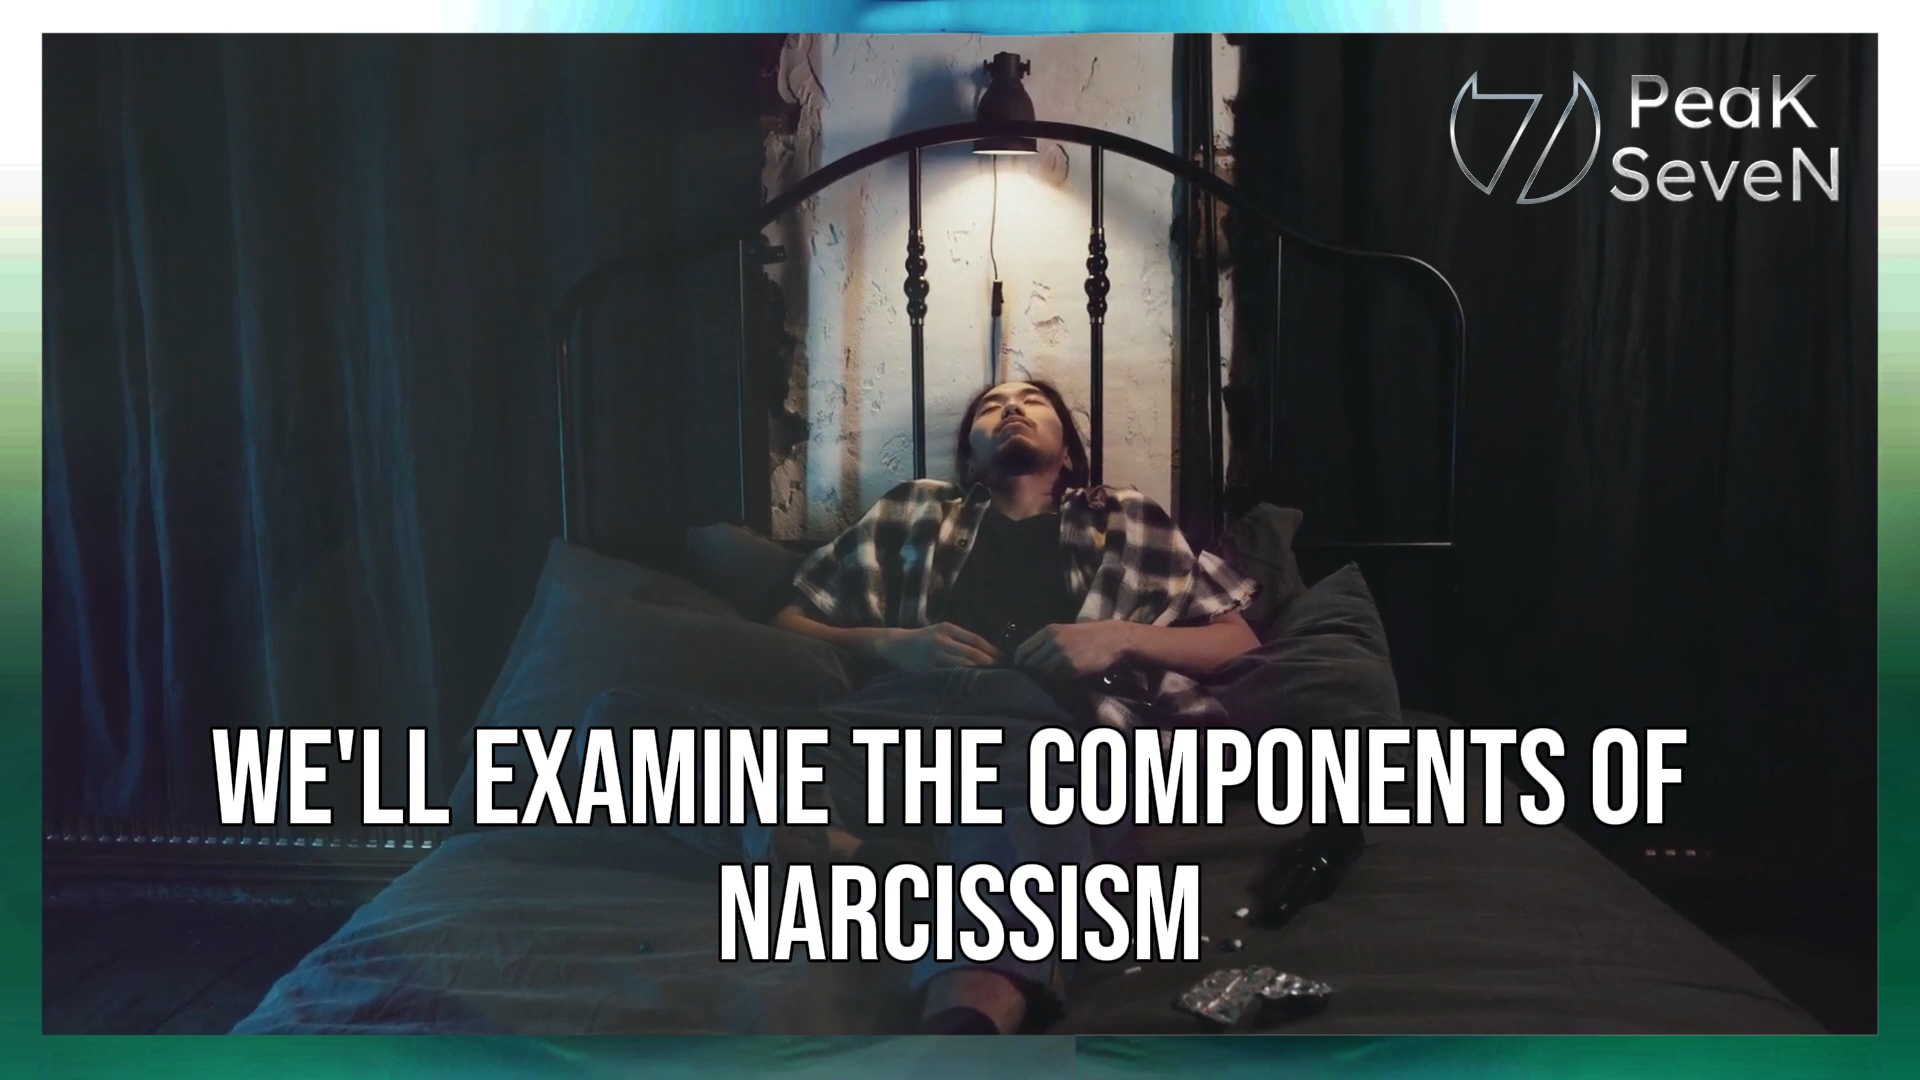 PeaK
SeveN
WE'LL EXAMINE THE COMPONENTS OF
NARCISSISM